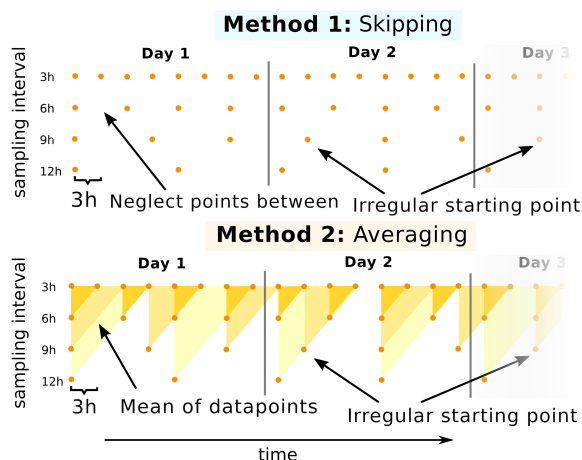 Method 1: Skipping
Day 1 Day 2 Day 3
sampling interval
3h
6h
9h
12h
3h
Neglect points between
Irregular starting point
Method 2: Averaging
Day 1 Day 2 Day 3
sampling interval
3h
6h
9h
12h
3h
Mean of datapoints
Irregular starting point
time